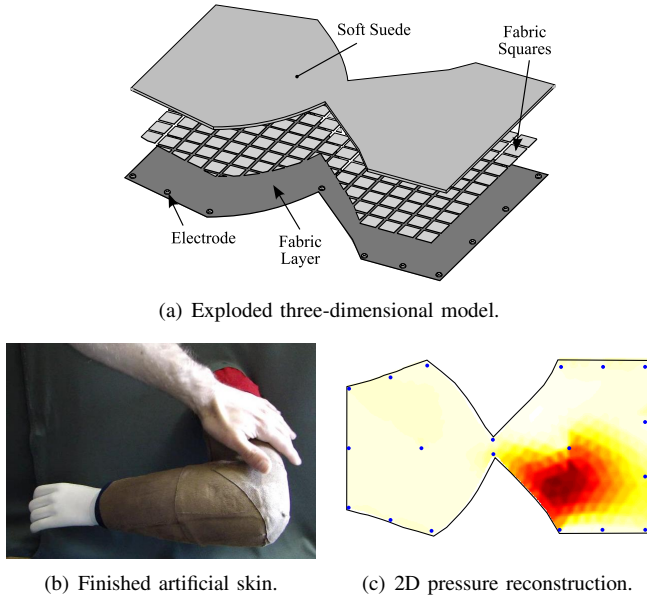 Soft Suede
Fabric
Squares
Electrode
Fabric
Layer
(a) Exploded three-dimensional model.
(b) Finished artificial skin.
(c) 2D pressure reconstruction.